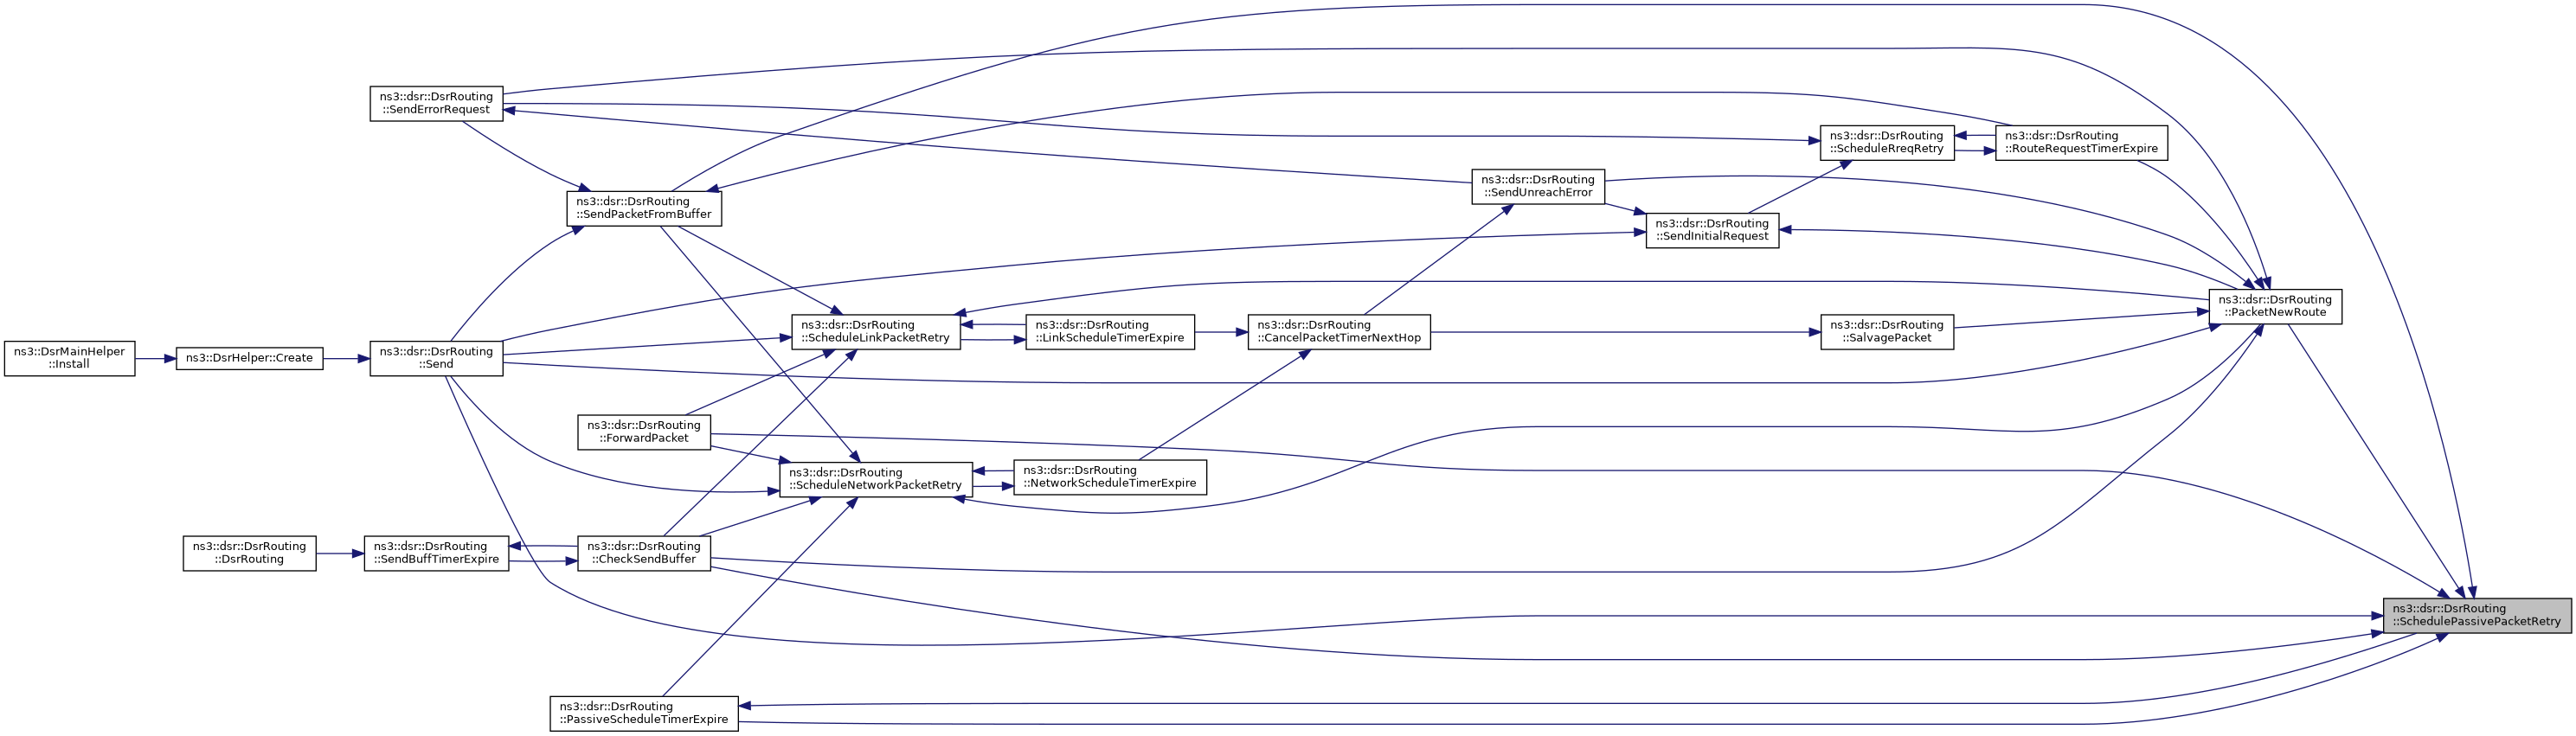 ns3::dsr::DsrRouting
::SendErrorRequest
ns3::dsr::DsrRouting
::ScheduleRreqRetry
ns3::dsr::DsrRouting
::RouteRequestTimerExpire
ns3::dsr::DsrRouting
::SendUnreachError
ns3::dsr::DsrRouting
::SendPacketFromBuffer
ns3::dsr::DsrRouting
::SendInitialRequest
ns3::dsr::DsrRouting
::PacketNewRoute
ns3::DsrMainHelper
::Install
ns3::DsrHelper::Create
ns3::dsr::DsrRouting
::Send
ns3::dsr::DsrRouting
::ScheduleLinkPacketRetry
ns3::dsr::DsrRouting
::LinkScheduleTimerExpire
ns3::dsr::DsrRouting
::CancelPacketTimerNextHop
ns3::dsr::DsrRouting
::SalvagePacket
ns3::dsr::DsrRouting
::ForwardPacket
ns3::dsr::DsrRouting
::ScheduleNetworkPacketRetry
ns3::dsr::DsrRouting
::NetworkScheduleTimerExpire
ns3::dsr::DsrRouting
::DsrRouting
ns3::dsr::DsrRouting
::SendBuffTimerExpire
ns3::dsr::DsrRouting
::CheckSendBuffer
ns3::dsr::DsrRouting
::SchedulePassivePacketRetry
ns3::dsr::DsrRouting
::PassiveScheduleTimerExpire